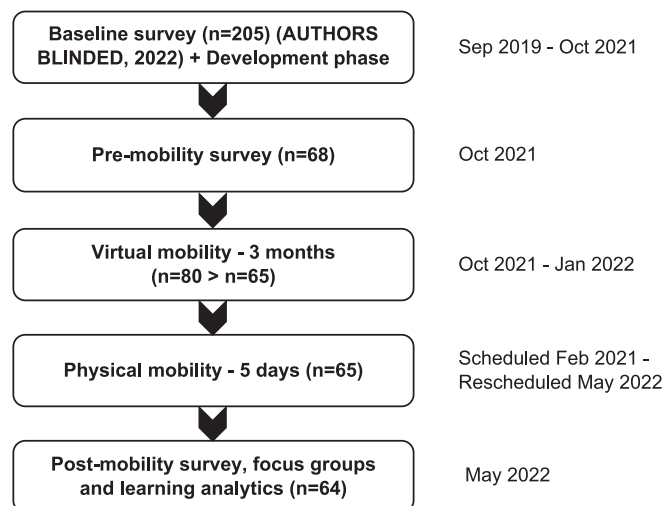 Baseline survey (n=205) (AUTHORS
BLINDED, 2022) + Development phase
Sep 2019 - Oct 2021
Pre-mobility survey (n=68)
Oct 2021
Virtual mobility - 3 months
(n=80 > n=65)
Oct 2021 - Jan 2022
Physical mobility - 5 days (n=65)
Scheduled Feb 2021 -
Rescheduled May 2022
Post-mobility survey, focus groups
and learning analytics (n=64)
May 2022